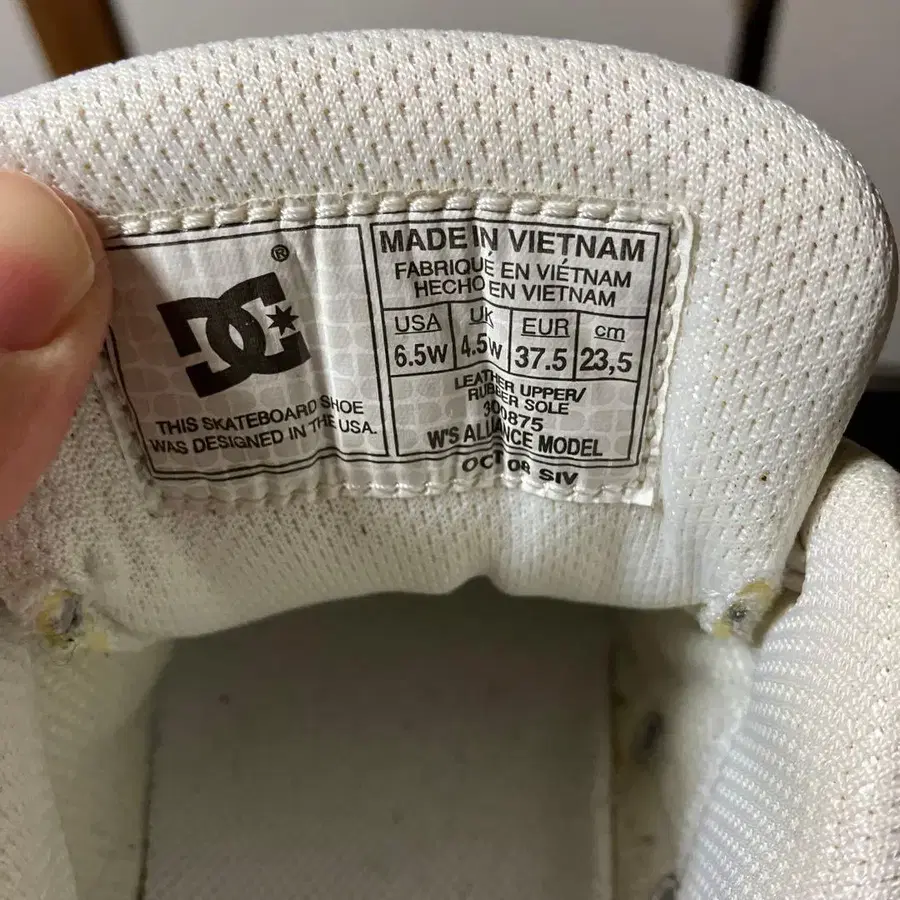 DC ®
THIS SKATEBOARD SHOE
WAS DESIGNED IN THE USA.
MADE IN VIETNAM
FABRIQUÉ EN VIÉTNAM
HECHO EN VIETNAM
USA UK EUR cm
6.5W 4.5W 37.5 23,5
LEATHER UPPER/
RUBBER SOLE
300875
W'S ALLIANCE MODEL
OCT 08 SIV